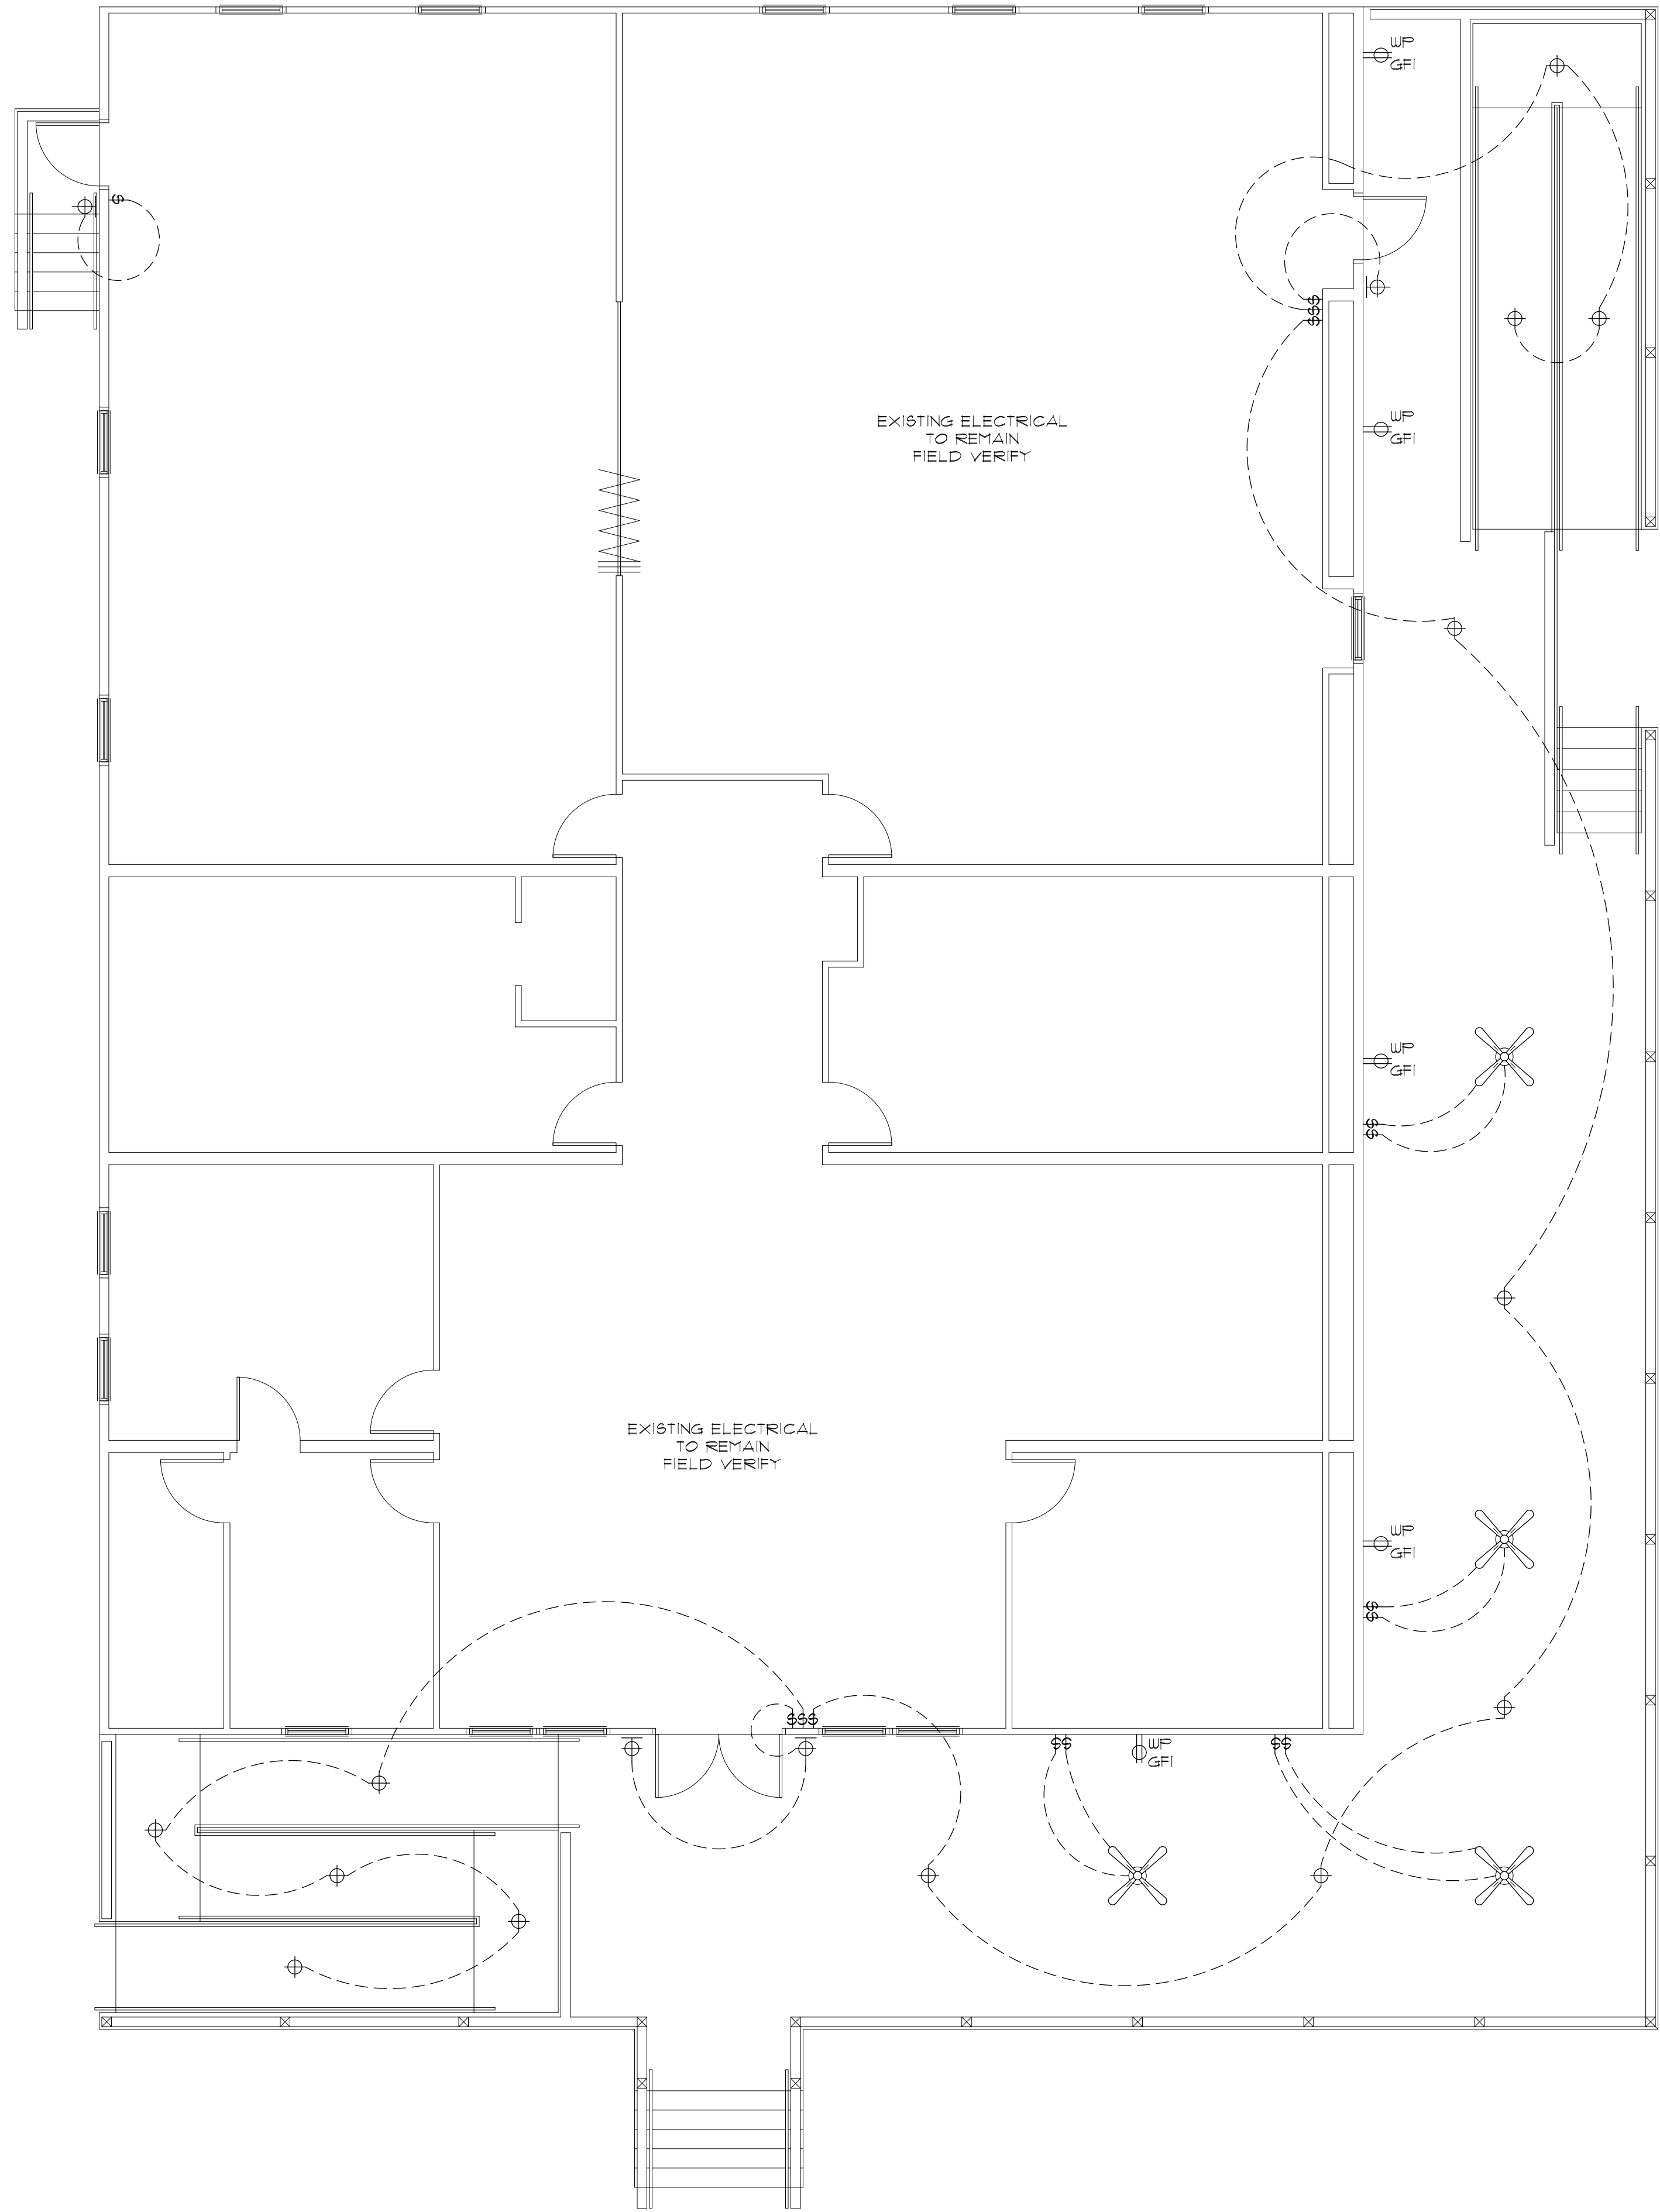 WP
GFI
$
$$$
EXISTING ELECTRICAL
TO REMAIN
FIELD VERIFY
WP
GFI
WP
GFI
$$
EXISTING ELECTRICAL
TO REMAIN
FIELD VERIFY
WP
GFI
$$
$$$
$$
WP
GFI
$$